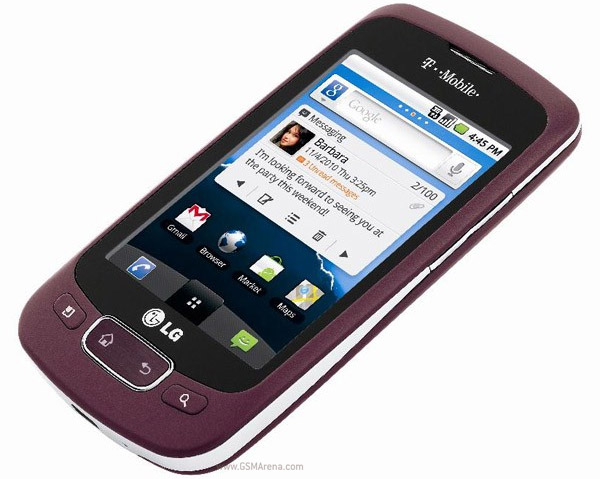 T··Mobile·
4:45 PM
Google
Messaging
Barbara
11/4/2010 Thu 3:25pm
3 Unread messages
2/100
I'm looking forward to seeing you at
the party this weekend!
Gmail
Browser
Market
Maps
LG
www.GSMArena.com